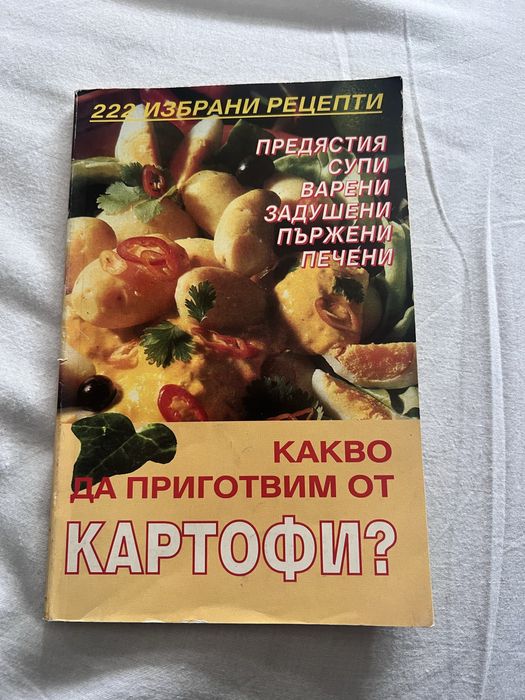 222 ИЗБРАНИ РЕЦЕПТИ
ПРЕДЯСТИЯ
СУПИ
ВАРЕНИ
ЗАДУШЕНИ
ПЪРЖЕНИ
ПЕЧЕНИ
КАКВО
ДА ПРИГОТВИМ ОТ
КАРТОФИ?